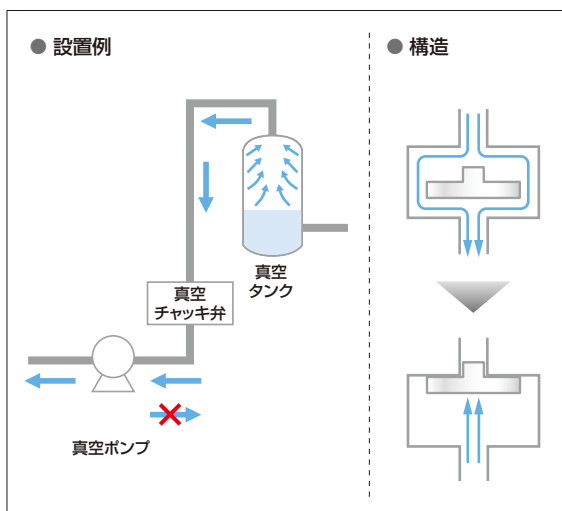 ● 設置例
● 構造
真空
タンク
真空
チャッキ弁
真空ポンプ